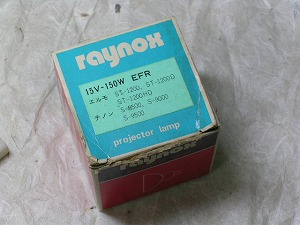 raynox
15V-150W EFR
エルモ ST-1200, ST-1200D
ST-1200HD
チノン S-8500, S-9000
S-9500
projector lamp
raynox